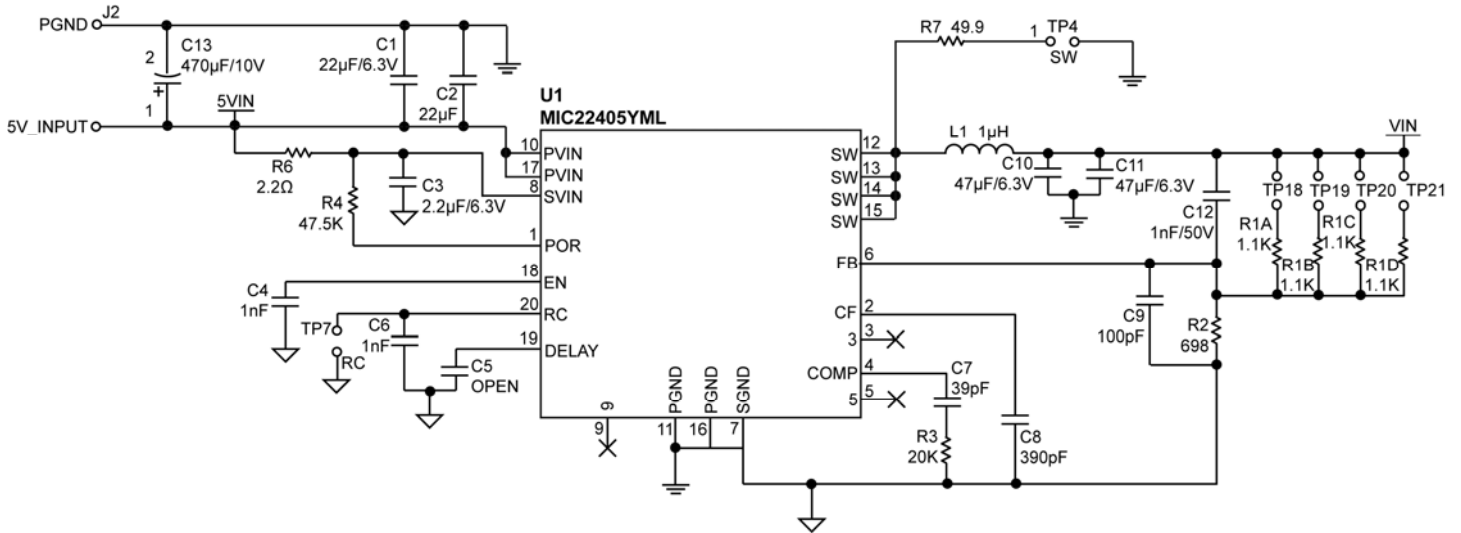 PGND J2
C13
2 470µF/10V
1
C1
22µF/6.3V
C2
22µF
5VIN
5V_INPUT
R6
2.2Ω
C3
2.2µF/6.3V
R4
47.5K
C4
1nF
TP7
RC
C6
1nF
C5
OPEN
U1
MIC22405YML
10 PVIN
17 PVIN
8 SVIN
1 POR
18 EN
20 RC
19 DELAY
9
9
PGND
11
PGND
16
SGND
7
SW 12
SW 13
SW 14
SW 15
FB 6
CF 2
3 3
COMP 4
5 5
R7 49.9
1 TP4
SW
L1 1µH
C10
47µF/6.3V
C11
47µF/6.3V
VIN
C12
1nF/50V
TP18 TP19 TP20 TP21
R1A
1.1K
R1B
1.1K
R1C
1.1K
R1D
1.1K
C9
100pF
R2
698
C7
39pF
R3
20K
C8
390pF